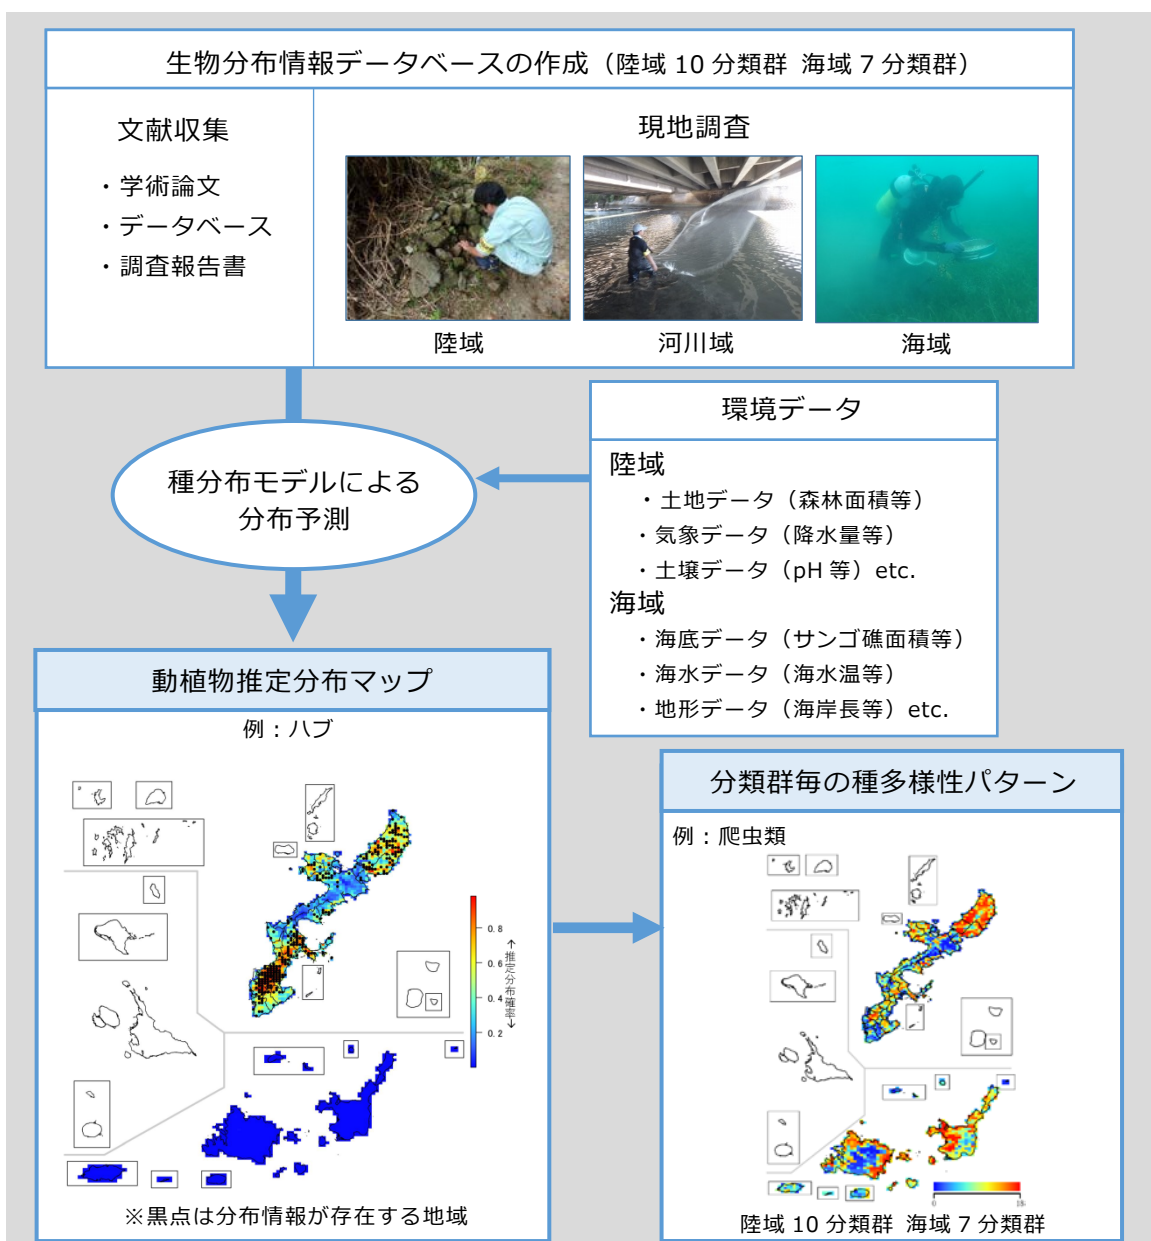 生物分布情報データベースの作成（陸域 10 分類群 海域 7 分類群）
文献収集
・学術論文
・データベース
・調査報告書
現地調査
陸域
河川域
海域
種分布モデルによる
分布予測
環境データ
陸域
・土地データ（森林面積等）
・気象データ（降水量等）
・土壌データ（pH 等）etc.
海域
・海底データ（サンゴ礁面積等）
・海水データ（海水温等）
・地形データ（海岸長等）etc.
動植物推定分布マップ
例：ハブ
0.8
0.6
0.4
0.2
↑推定分布確率↓
※黒点は分布情報が存在する地域
分類群毎の種多様性パターン
例：爬虫類
0
陸域 10 分類群 海域 7 分類群